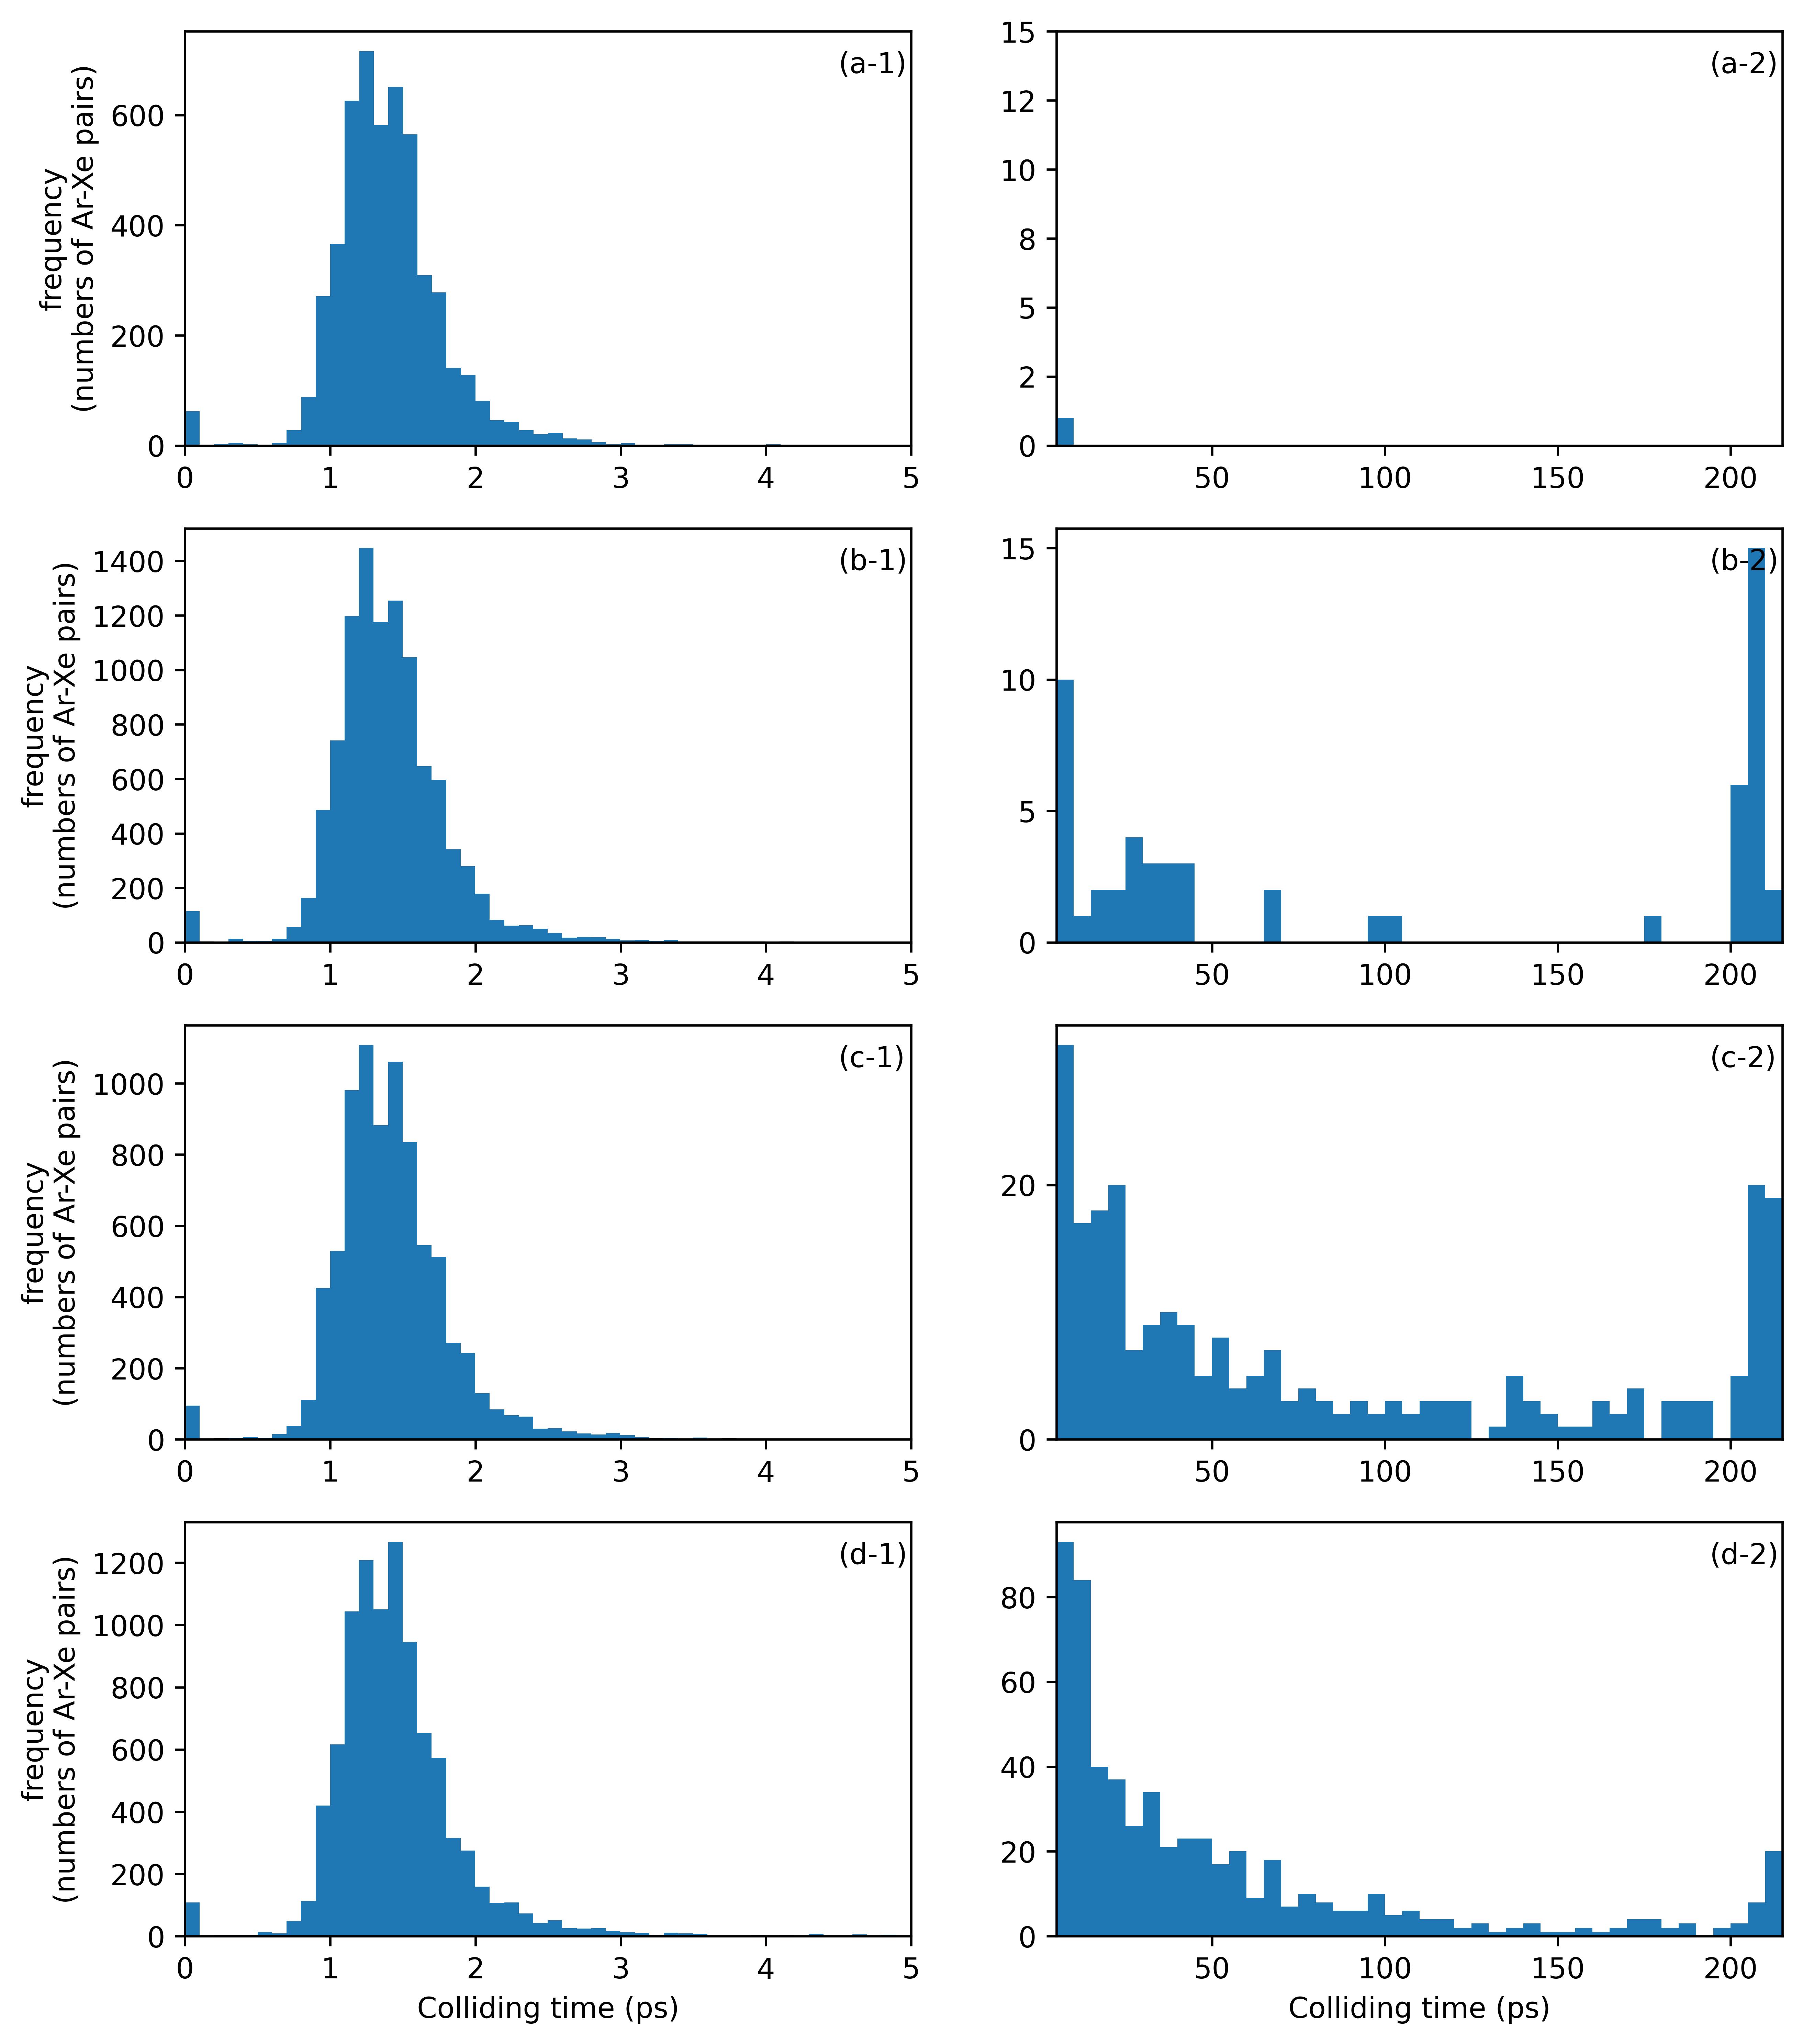 frequency
(numbers of Ar-Xe pairs)
600
400
200
0
0 1 2 3 4 5
(a-1)
15
12
10
8
5
2
0
50 100 150 200
(a-2)
frequency
(numbers of Ar-Xe pairs)
1400
1200
1000
800
600
400
200
0
0 1 2 3 4 5
(b-1)
15
10
5
0
50 100 150 200
(b-2)
frequency
(numbers of Ar-Xe pairs)
1000
800
600
400
200
0
0 1 2 3 4 5
(c-1)
20
0
50 100 150 200
(c-2)
frequency
(numbers of Ar-Xe pairs)
1200
1000
800
600
400
200
0
0 1 2 3 4 5
Colliding time (ps)
(d-1)
80
60
40
20
0
50 100 150 200
Colliding time (ps)
(d-2)